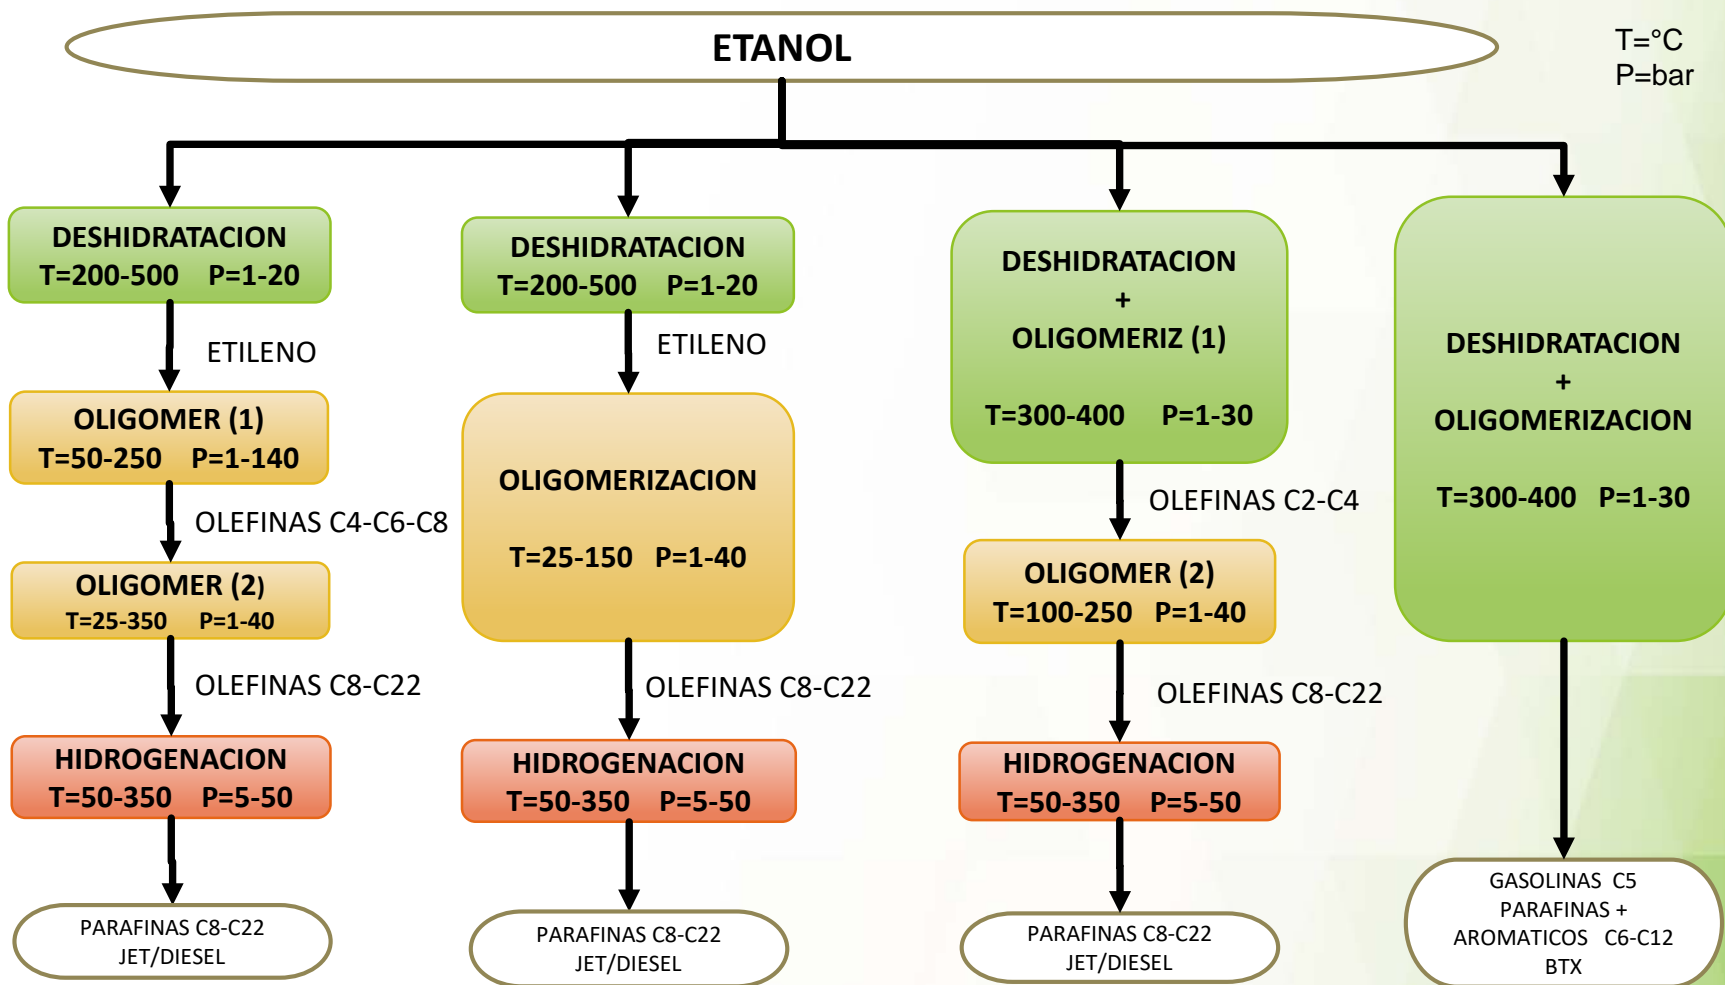 ETANOL
T=°C
P=bar
DESHIDRATACION
T=200-500 P=1-20
ETILENO
OLIGOMER (1)
T=50-250 P=1-140
OLEFINAS C4-C6-C8
OLIGOMER (2)
T=25-350 P=1-40
OLEFINAS C8-C22
HIDROGENACION
T=50-350 P=5-50
PARAFINAS C8-C22
JET/DIESEL
DESHIDRATACION
T=200-500 P=1-20
ETILENO
OLIGOMERIZACION
T=25-150 P=1-40
OLEFINAS C8-C22
HIDROGENACION
T=50-350 P=5-50
PARAFINAS C8-C22
JET/DIESEL
DESHIDRATACION
+
OLIGOMERIZ (1)
T=300-400 P=1-30
OLEFINAS C2-C4
OLIGOMER (2)
T=100-250 P=1-40
OLEFINAS C8-C22
HIDROGENACION
T=50-350 P=5-50
PARAFINAS C8-C22
JET/DIESEL
DESHIDRATACION
+
OLIGOMERIZACION
T=300-400 P=1-30
GASOLINAS C5
PARAFINAS +
AROMATICOS C6-C12
BTX